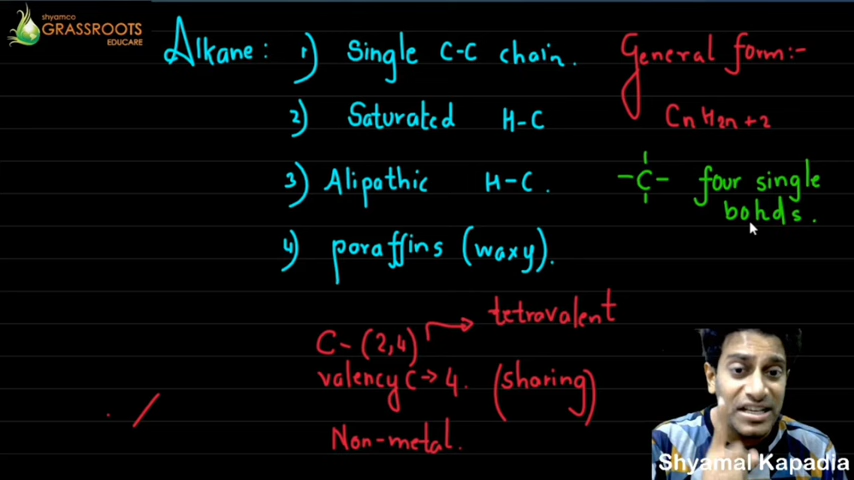 shyamco
GRASSROOTS
EDUCARE
Alkane: 1) Single C-C chain.
2) Saturated H-C
3) Alipathic H-C.
4) paraffins (waxy).
General form:-
CnH2n+2
-C- four single
bonds.
C-(2,4) → tetravalent
valency C → 4. (sharing)
Non-metal.
Shyamal Kapadia